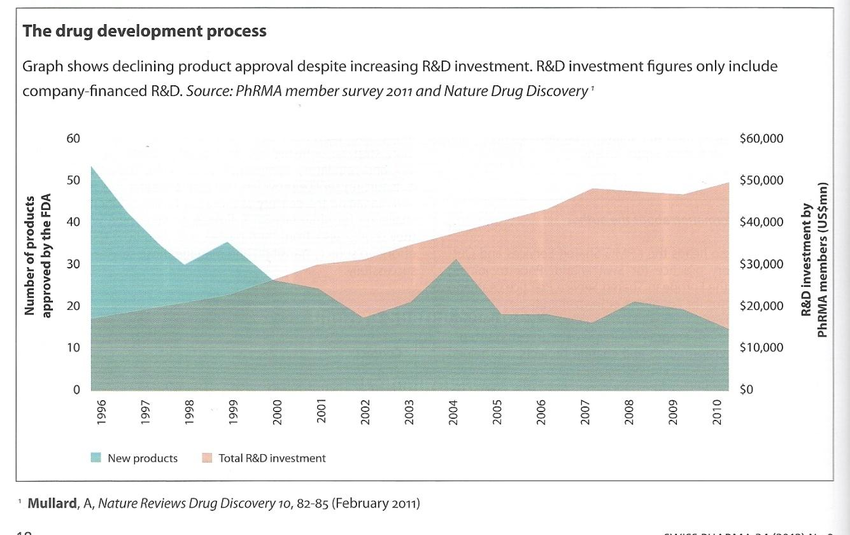 The drug development process
Graph shows declining product approval despite increasing R&D investment. R&D investment figures only include
company-financed R&D. Source: PhRMA member survey 2011 and Nature Drug Discovery ¹
60
50
40
30
20
10
0
Number of products
approved by the FDA
$60,000
$50,000
$40,000
$30,000
$20,000
$10,000
$0
R&D investment by
PhRMA members (US$mn)
1996
1997
1998
1999
2000
2001
2002
2003
2004
2005
2006
2007
2008
2009
2010
New products
Total R&D investment
¹ Mullard, A, Nature Reviews Drug Discovery 10, 82-85 (February 2011)